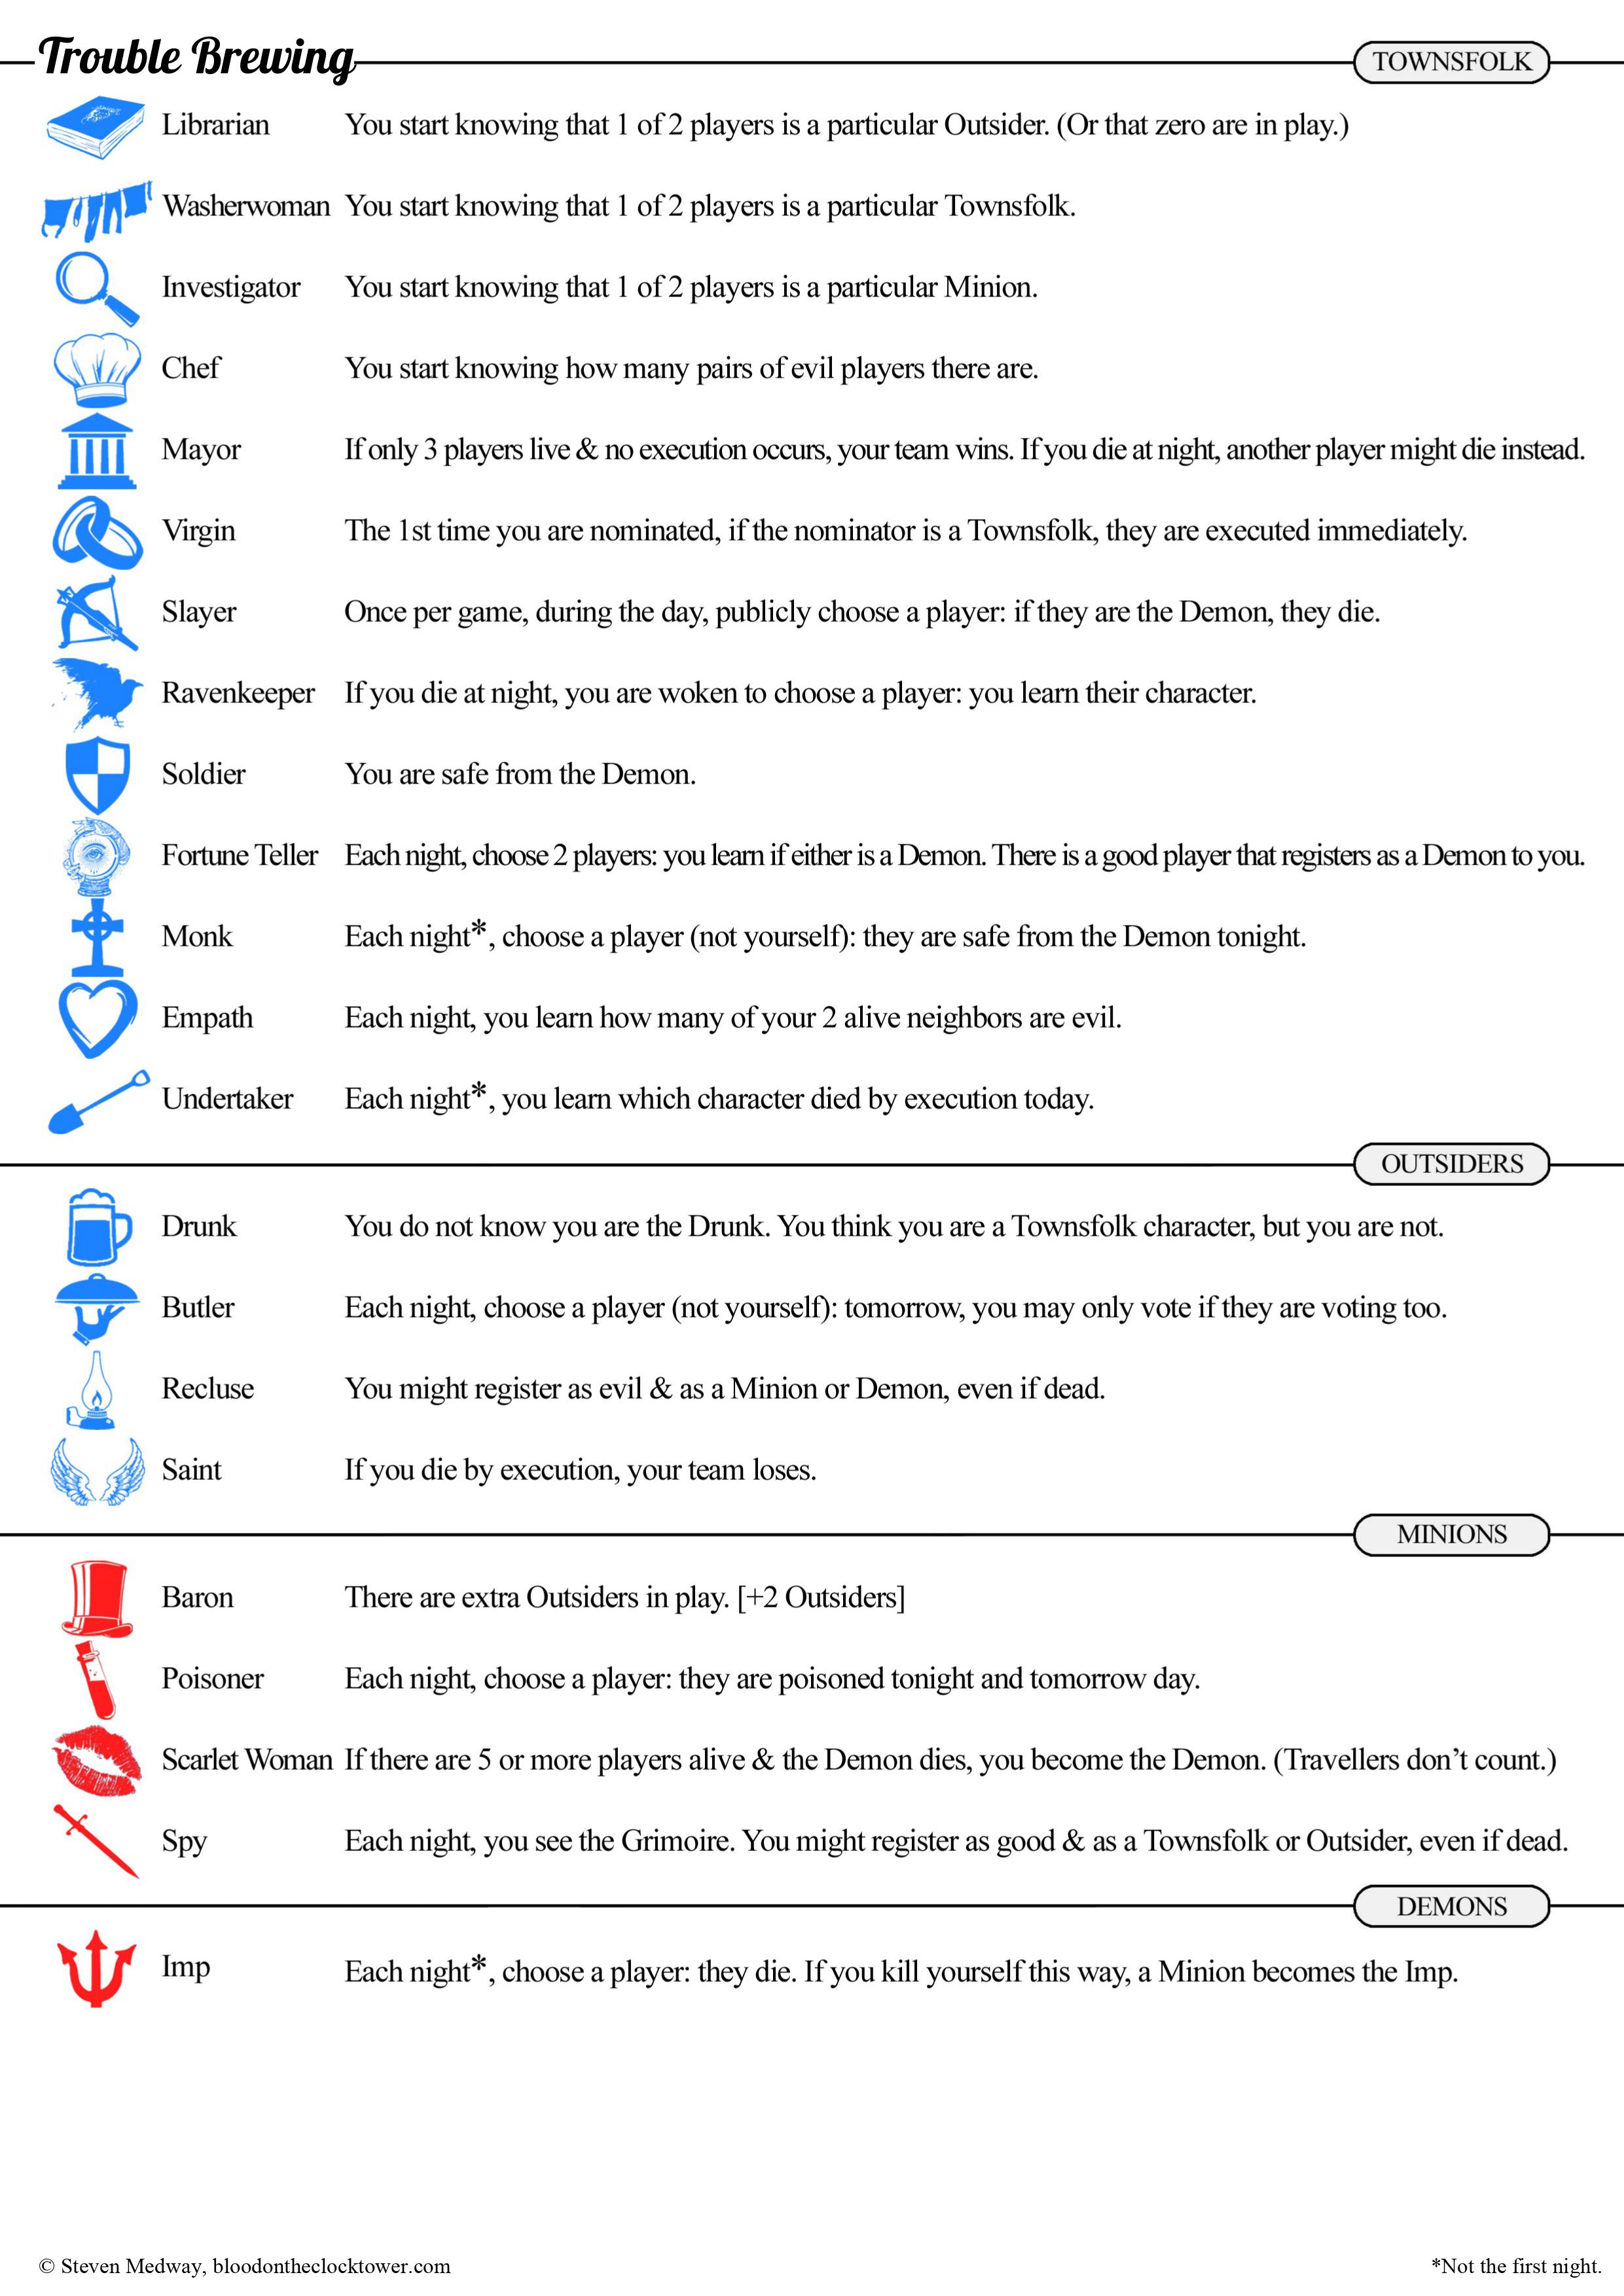 Trouble Brewing
TOWNSFOLK
Librarian You start knowing that 1 of 2 players is a particular Outsider. (Or that zero are in play.)
Washerwoman You start knowing that 1 of 2 players is a particular Townsfolk.
Investigator You start knowing that 1 of 2 players is a particular Minion.
Chef You start knowing how many pairs of evil players there are.
Mayor If only 3 players live & no execution occurs, your team wins. If you die at night, another player might die instead.
Virgin The 1st time you are nominated, if the nominator is a Townsfolk, they are executed immediately.
Slayer Once per game, during the day, publicly choose a player: if they are the Demon, they die.
Ravenkeeper If you die at night, you are woken to choose a player: you learn their character.
Soldier You are safe from the Demon.
Fortune Teller Each night, choose 2 players: you learn if either is a Demon. There is a good player that registers as a Demon to you.
Monk Each night*, choose a player (not yourself): they are safe from the Demon tonight.
Empath Each night, you learn how many of your 2 alive neighbors are evil.
Undertaker Each night*, you learn which character died by execution today.
OUTSIDERS
Drunk You do not know you are the Drunk. You think you are a Townsfolk character, but you are not.
Butler Each night, choose a player (not yourself): tomorrow, you may only vote if they are voting too.
Recluse You might register as evil & as a Minion or Demon, even if dead.
Saint If you die by execution, your team loses.
MINIONS
Baron There are extra Outsiders in play. [+2 Outsiders]
Poisoner Each night, choose a player: they are poisoned tonight and tomorrow day.
Scarlet Woman If there are 5 or more players alive & the Demon dies, you become the Demon. (Travellers don’t count.)
Spy Each night, you see the Grimoire. You might register as good & as a Townsfolk or Outsider, even if dead.
DEMONS
Imp Each night*, choose a player: they die. If you kill yourself this way, a Minion becomes the Imp.
© Steven Medway, bloodontheclocktower.com
*Not the first night.